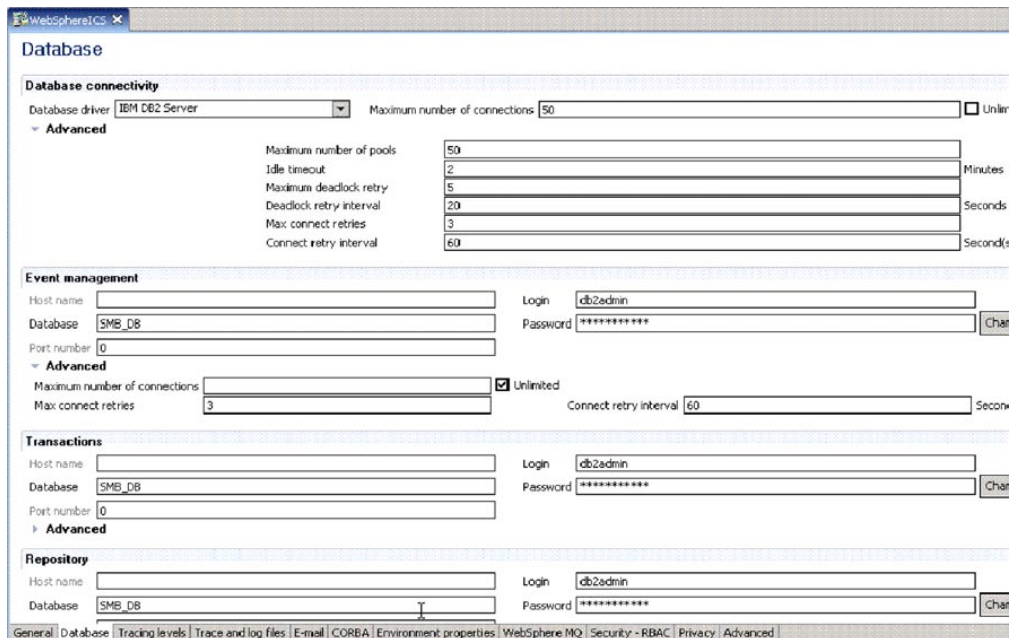 WebSphereICS
Database
Database connectivity
Database driver IBM DB2 Server Maximum number of connections 50
Advanced
Maximum number of pools 50
Idle timeout 2 Minutes
Maximum deadlock retry 5
Deadlock retry interval 20 Seconds
Max connect retries 3
Connect retry interval 60 Second(s
Event management
Host name Login db2admin
Database SMB_DB Password *********** Char
Port number 0
Advanced
Maximum number of connections Unlimited
Max connect retries 3 Connect retry interval 60 Secon
Transactions
Host name Login db2admin
Database SMB_DB Password *********** Char
Port number 0
Advanced
Repository
Host name Login db2admin
Database SMB_DB Password *********** Char
General Database Tracing levels Trace and log files E-mail CORBA Environment properties WebSphere MQ Security - RBAC Privacy Advanced